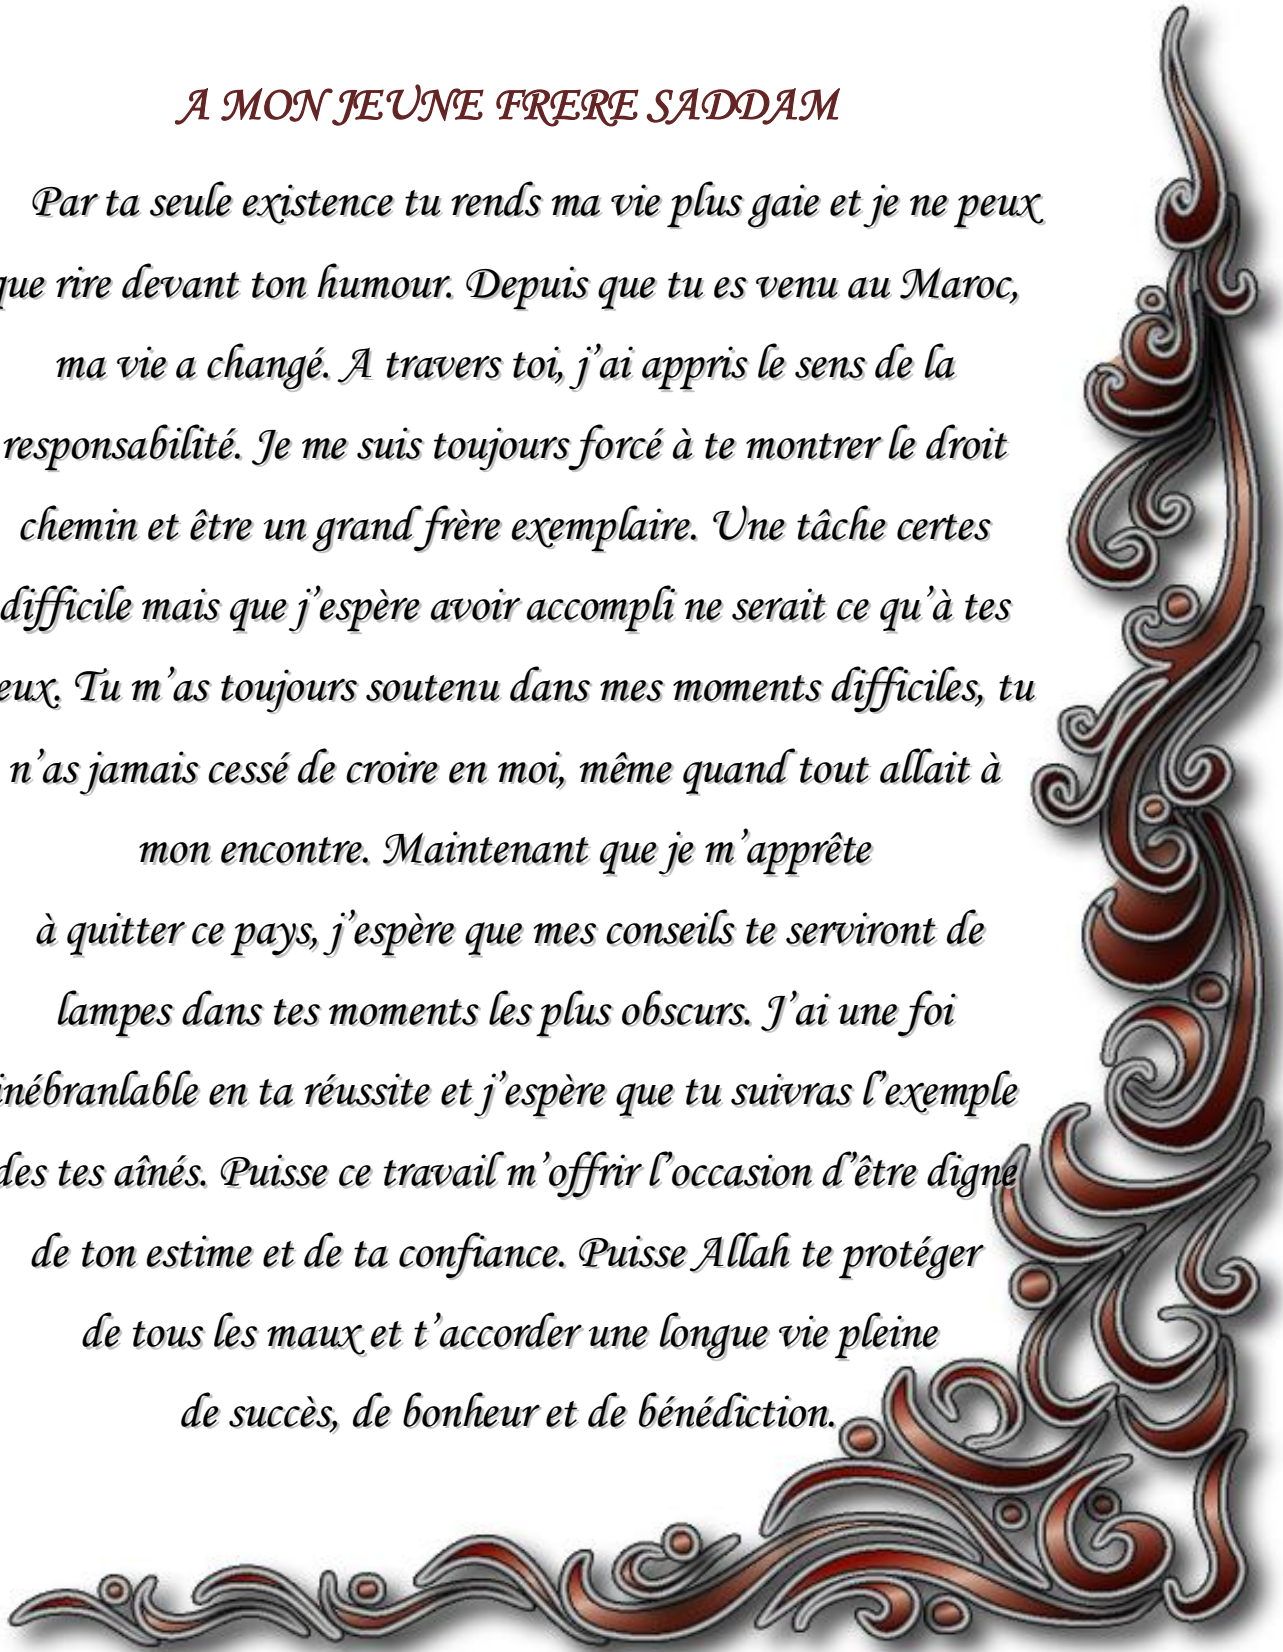 A MON JEUNE FRERE SADDAM
Par ta seule existence tu rends ma vie plus gaie et je ne peux
que rire devant ton humour. Depuis que tu es venu au Maroc,
ma vie a changé. A travers toi, j’ai appris le sens de la
responsabilité. Je me suis toujours forcé à te montrer le droit
chemin et être un grand frère exemplaire. Une tâche certes
difficile mais que j’espère avoir accompli ne serait ce qu’à tes
eux. Tu m’as toujours soutenu dans mes moments difficiles, tu
n’as jamais cessé de croire en moi, même quand tout allait à
mon encontre. Maintenant que je m’apprête
à quitter ce pays, j’espère que mes conseils te serviront de
lampes dans tes moments les plus obscurs. J’ai une foi
inébranlable en ta réussite et j’espère que tu suivras l’exemple
des tes aînés. Puisse ce travail m’offrir l’occasion d’être digne
de ton estime et de ta confiance. Puisse Allah te protéger
de tous les maux et t’accorder une longue vie pleine
de succès, de bonheur et de bénédiction.